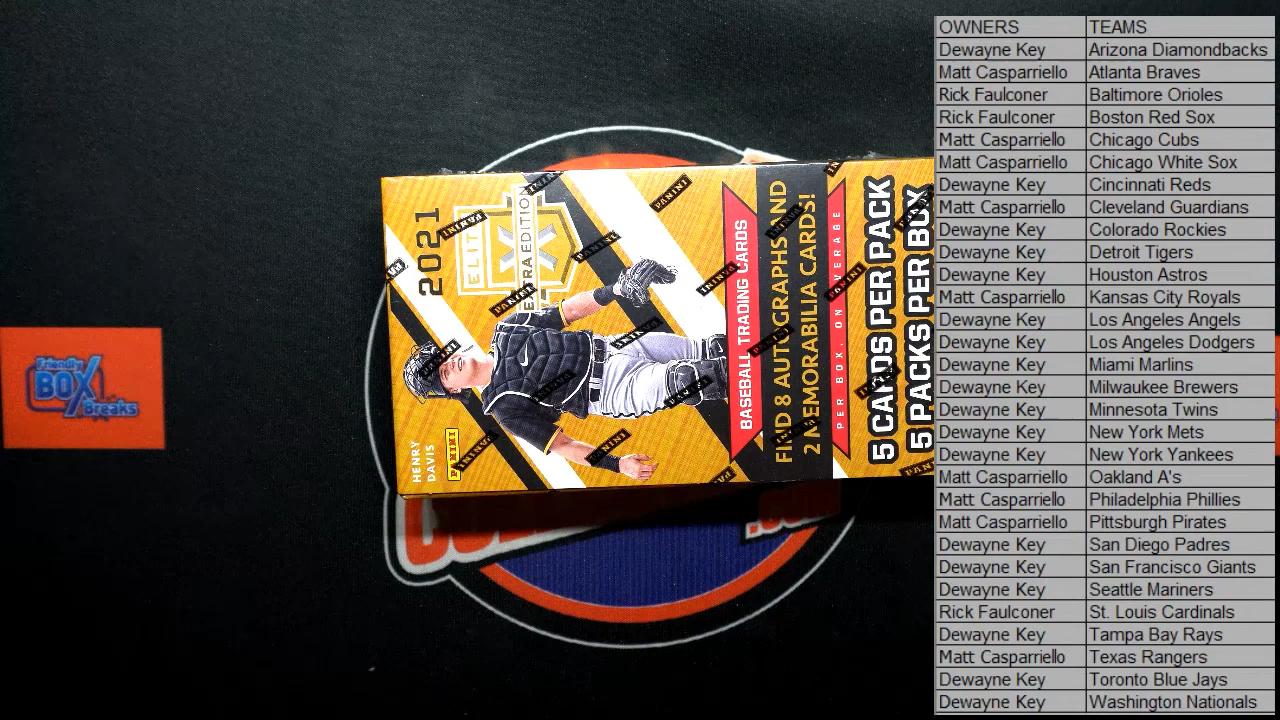 Friendly
BOX
Breaks
2021
ELITE
EXTRA EDITION
HENRY
DAVIS
PANINI
BASEBALL TRADING CARDS
FIND 8 AUTOGRAPHS AND
2 MEMORABILIA CARDS!
PER BOX, ON AVERAGE
5 CARDS PER PACK
5 PACKS PER BOX
OWNERS TEAMS
Dewayne Key Arizona Diamondbacks
Matt Casparriello Atlanta Braves
Rick Faulconer Baltimore Orioles
Rick Faulconer Boston Red Sox
Matt Casparriello Chicago Cubs
Matt Casparriello Chicago White Sox
Dewayne Key Cincinnati Reds
Matt Casparriello Cleveland Guardians
Dewayne Key Colorado Rockies
Dewayne Key Detroit Tigers
Dewayne Key Houston Astros
Matt Casparriello Kansas City Royals
Dewayne Key Los Angeles Angels
Dewayne Key Los Angeles Dodgers
Dewayne Key Miami Marlins
Dewayne Key Milwaukee Brewers
Dewayne Key Minnesota Twins
Dewayne Key New York Mets
Dewayne Key New York Yankees
Matt Casparriello Oakland A's
Matt Casparriello Philadelphia Phillies
Matt Casparriello Pittsburgh Pirates
Dewayne Key San Diego Padres
Dewayne Key San Francisco Giants
Dewayne Key Seattle Mariners
Rick Faulconer St. Louis Cardinals
Dewayne Key Tampa Bay Rays
Matt Casparriello Texas Rangers
Dewayne Key Toronto Blue Jays
Dewayne Key Washington Nationals